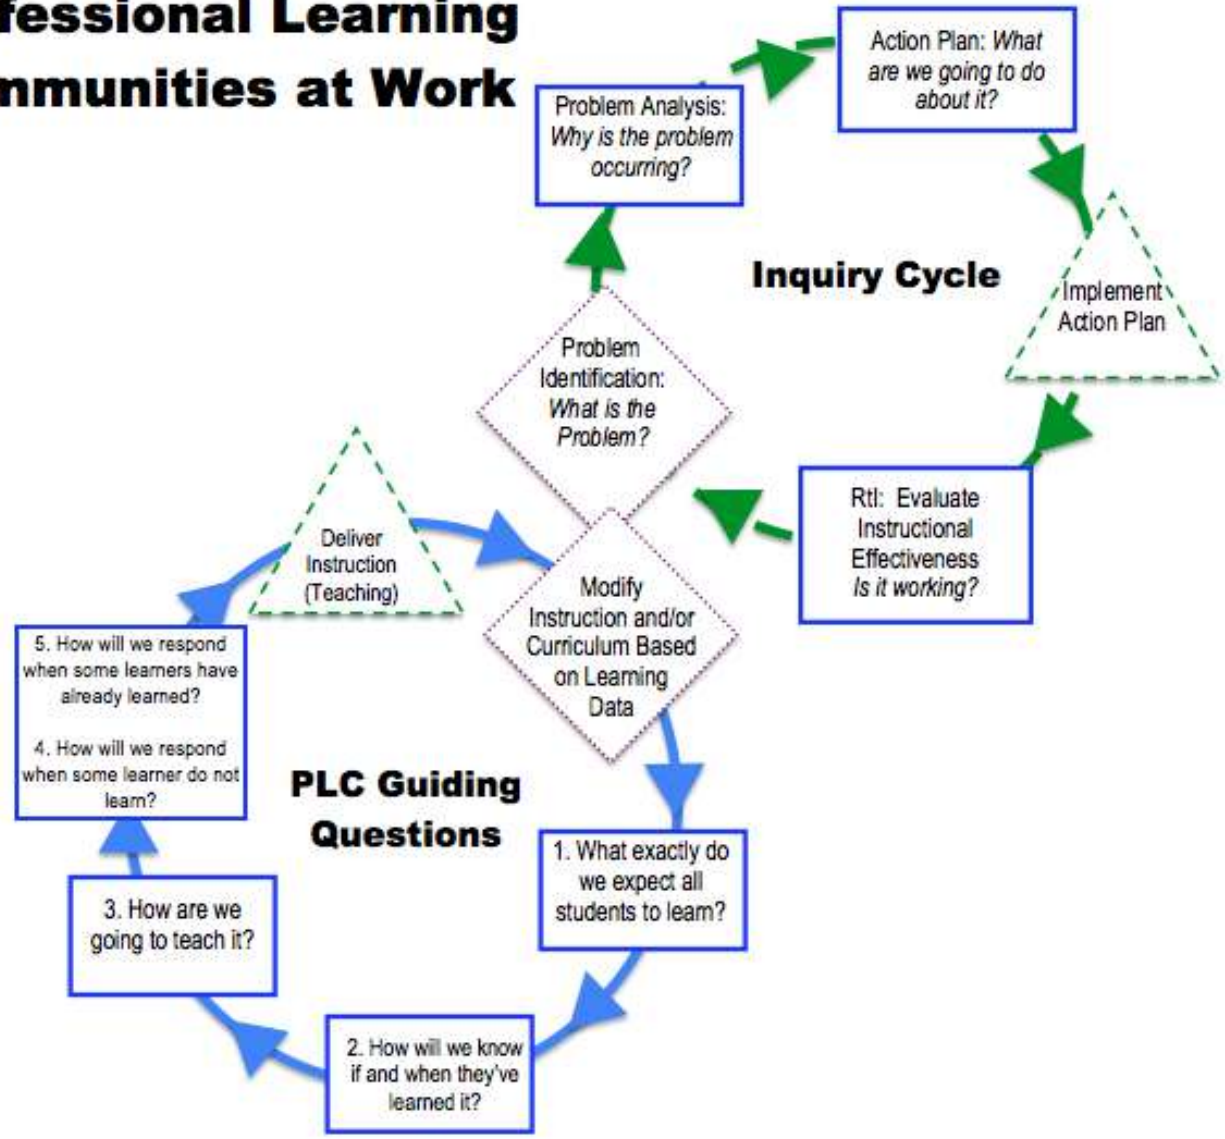 fessional Learning
mmunities at Work
Problem Analysis:
Why is the problem
occurring?
Action Plan: What
are we going to do
about it?
Inquiry Cycle
Implement
Action Plan
Problem
Identification:
What is the
Problem?
RtI: Evaluate
Instructional
Effectiveness
Is it working?
Deliver
Instruction
(Teaching)
Modify
Instruction and/or
Curriculum Based
on Learning
Data
5. How will we respond
when some learners have
already learned?
4. How will we respond
when some learner do not
learn?
PLC Guiding
Questions
1. What exactly do
we expect all
students to learn?
3. How are we
going to teach it?
2. How will we know
if and when they've
learned it?